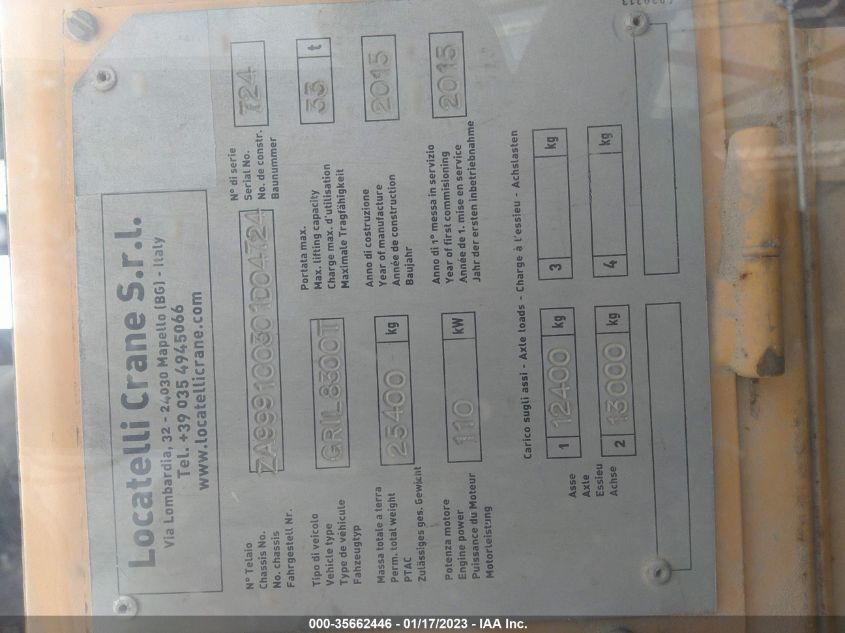 Locatelli Crane S.r.l.
Via Lombardia, 32 - 24030 Mapello (BG) - Italy
Tel. +39 035 4945066
www.locatellicrane.com
N° Telaio
Chassis No.
No. chassis
Fahrgestell Nr.
ZA999100301D04724
N° di serie
Serial No.
No. de constr.
Baunummer
724
Tipo di veicolo
Vehicle type
Type de véhicule
Fahzeugtyp
GRIL8300T
Portata max.
Max. lifting capacity
Charge max. d'utilisation
Maximale Tragfähigkeit
33 t
Massa totale a terra
Perm. total weight
PTAC
Zulässiges ges. Gewicht
25400 kg
Anno di costruzione
Year of manufacture
Année de construction
Baujahr
2015
Potenza motore
Engine power
Puissance du Moteur
Motorleistung
110 kW
Anno di 1° messa in servizio
Year of first commisioning
Année de 1. mise en service
Jahr der ersten inbetriebnahme
2015
Carico sugli assi - Axle loads - Charge à l'essieu - Achslasten
Asse
Axle
Essieu
Achse
1 12400 kg
2 13000 kg
3 kg
4 kg
000-35662446 - 01/17/2023 - IAA Inc.